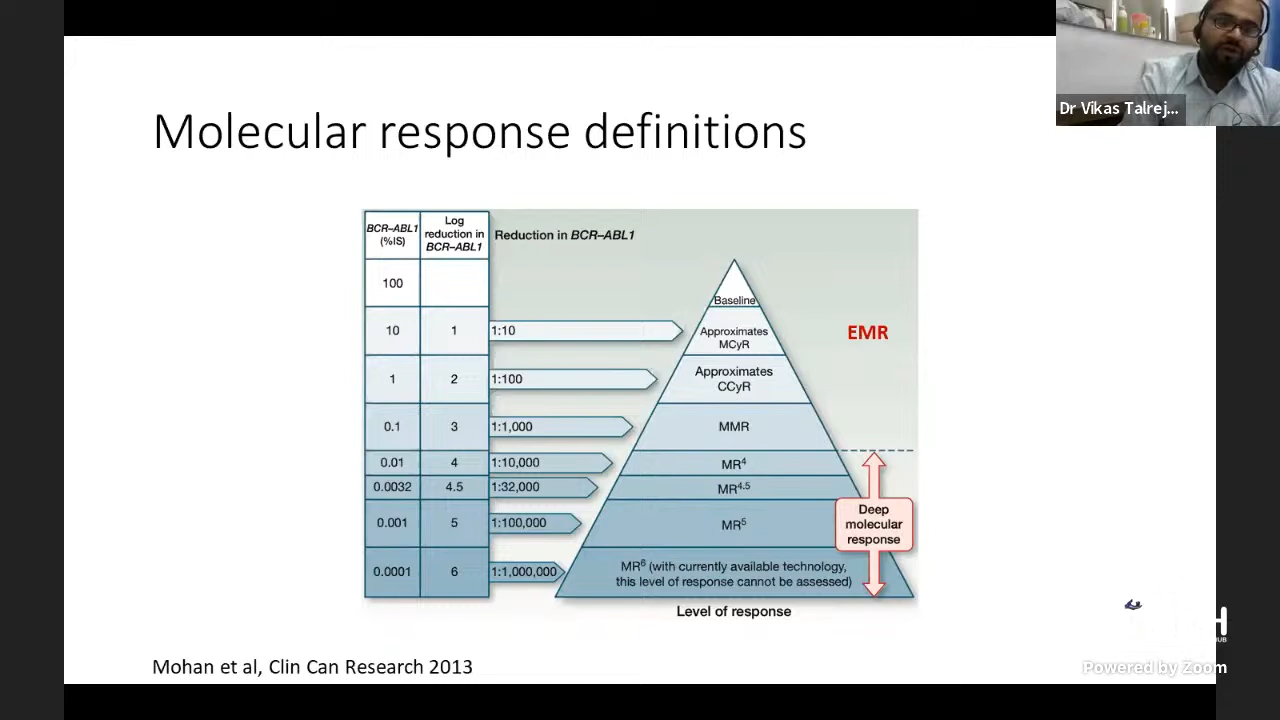 Dr Vikas Talrej...
Molecular response definitions
BCR–ABL1
(%IS)
Log
reduction in
BCR–ABL1
Reduction in BCR–ABL1
100
Baseline
10
1
1:10
Approximates
MCyR
EMR
1
2
1:100
Approximates
CCyR
0.1
3
1:1,000
MMR
0.01
4
1:10,000
MR⁴
0.0032
4.5
1:32,000
MR⁴·⁵
0.001
5
1:100,000
MR⁵
Deep
molecular
response
0.0001
6
1:1,000,000
MR⁶ (with currently available technology,
this level of response cannot be assessed)
Level of response
Mohan et al, Clin Can Research 2013
Powered by Zoom